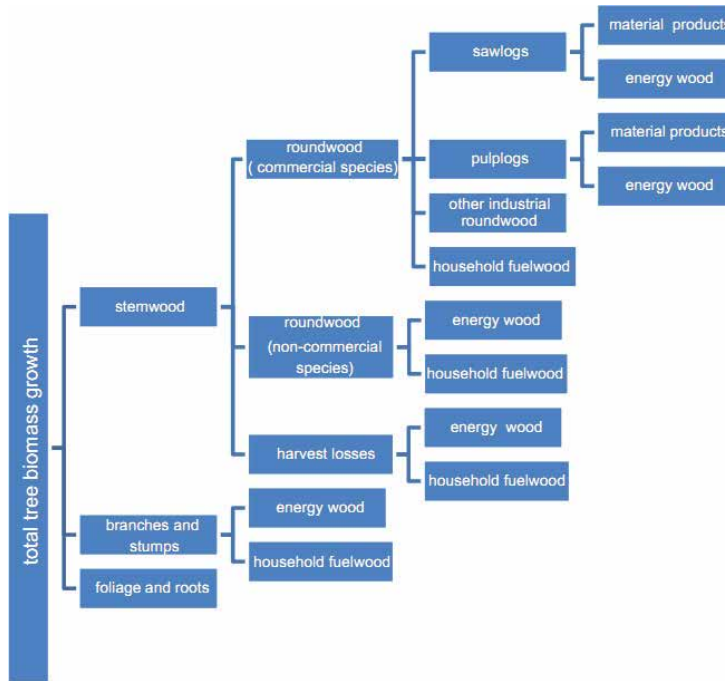 total tree biomass growth
stemwood
roundwood
( commercial species)
sawlogs
material products
energy wood
pulplogs
material products
energy wood
other industrial
roundwood
household fuelwood
roundwood
(non-commercial
species)
energy wood
household fuelwood
harvest losses
energy wood
household fuelwood
branches and
stumps
energy wood
household fuelwood
foliage and roots